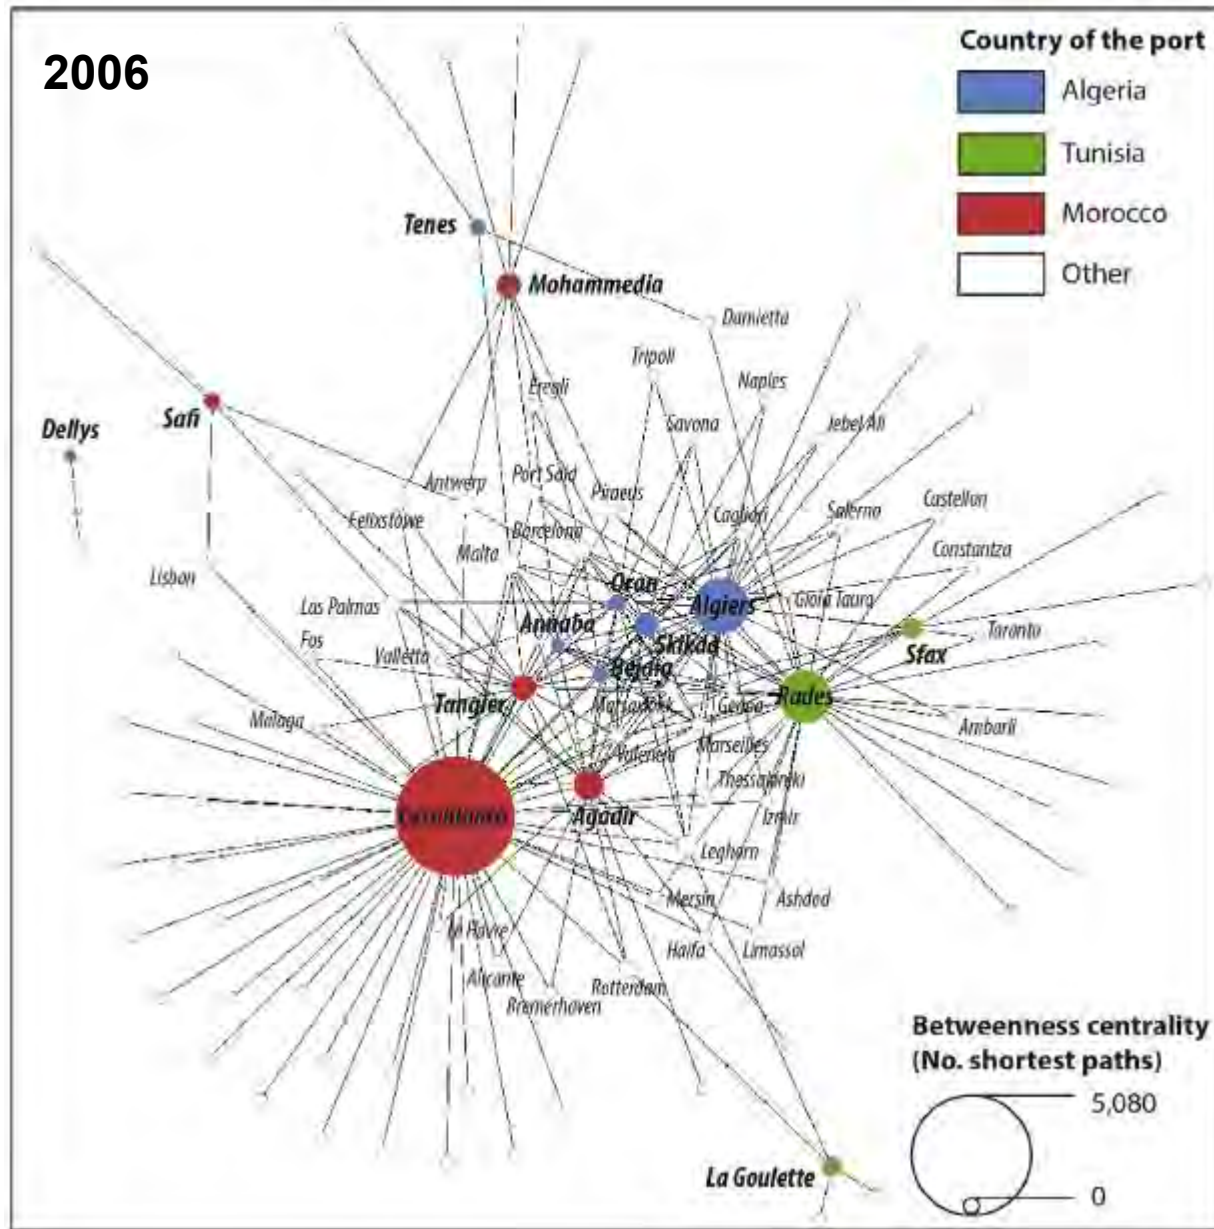 2006
Country of the port
Algeria
Tunisia
Morocco
Other
Tenes
Mohammedia
Damietta
Tripoli
Naples
Eregli
Savona
Jebel Ali
Safi
Dellys
Antwerp
Port Said
Piraeus
Castellon
Felixstowe
Barcelona
Cagliari
Salerno
Malta
Constantza
Lisbon
Oran
Las Palmas
Algiers
Gioia Tauro
Annaba
Taranto
Fos
Valletta
Skikda
Sfax
Bejaia
Tangier
Genoa
Rades
Malaga
Ambarli
Valencia
Marseilles
Thessaloniki
Casablanca
Agadir
Izmir
Leghorn
Mersin
Ashdod
Le Havre
Haifa
Limassol
Alicante
Rotterdam
Bremerhaven
Betweenness centrality
(No. shortest paths)
5,080
0
La Goulette